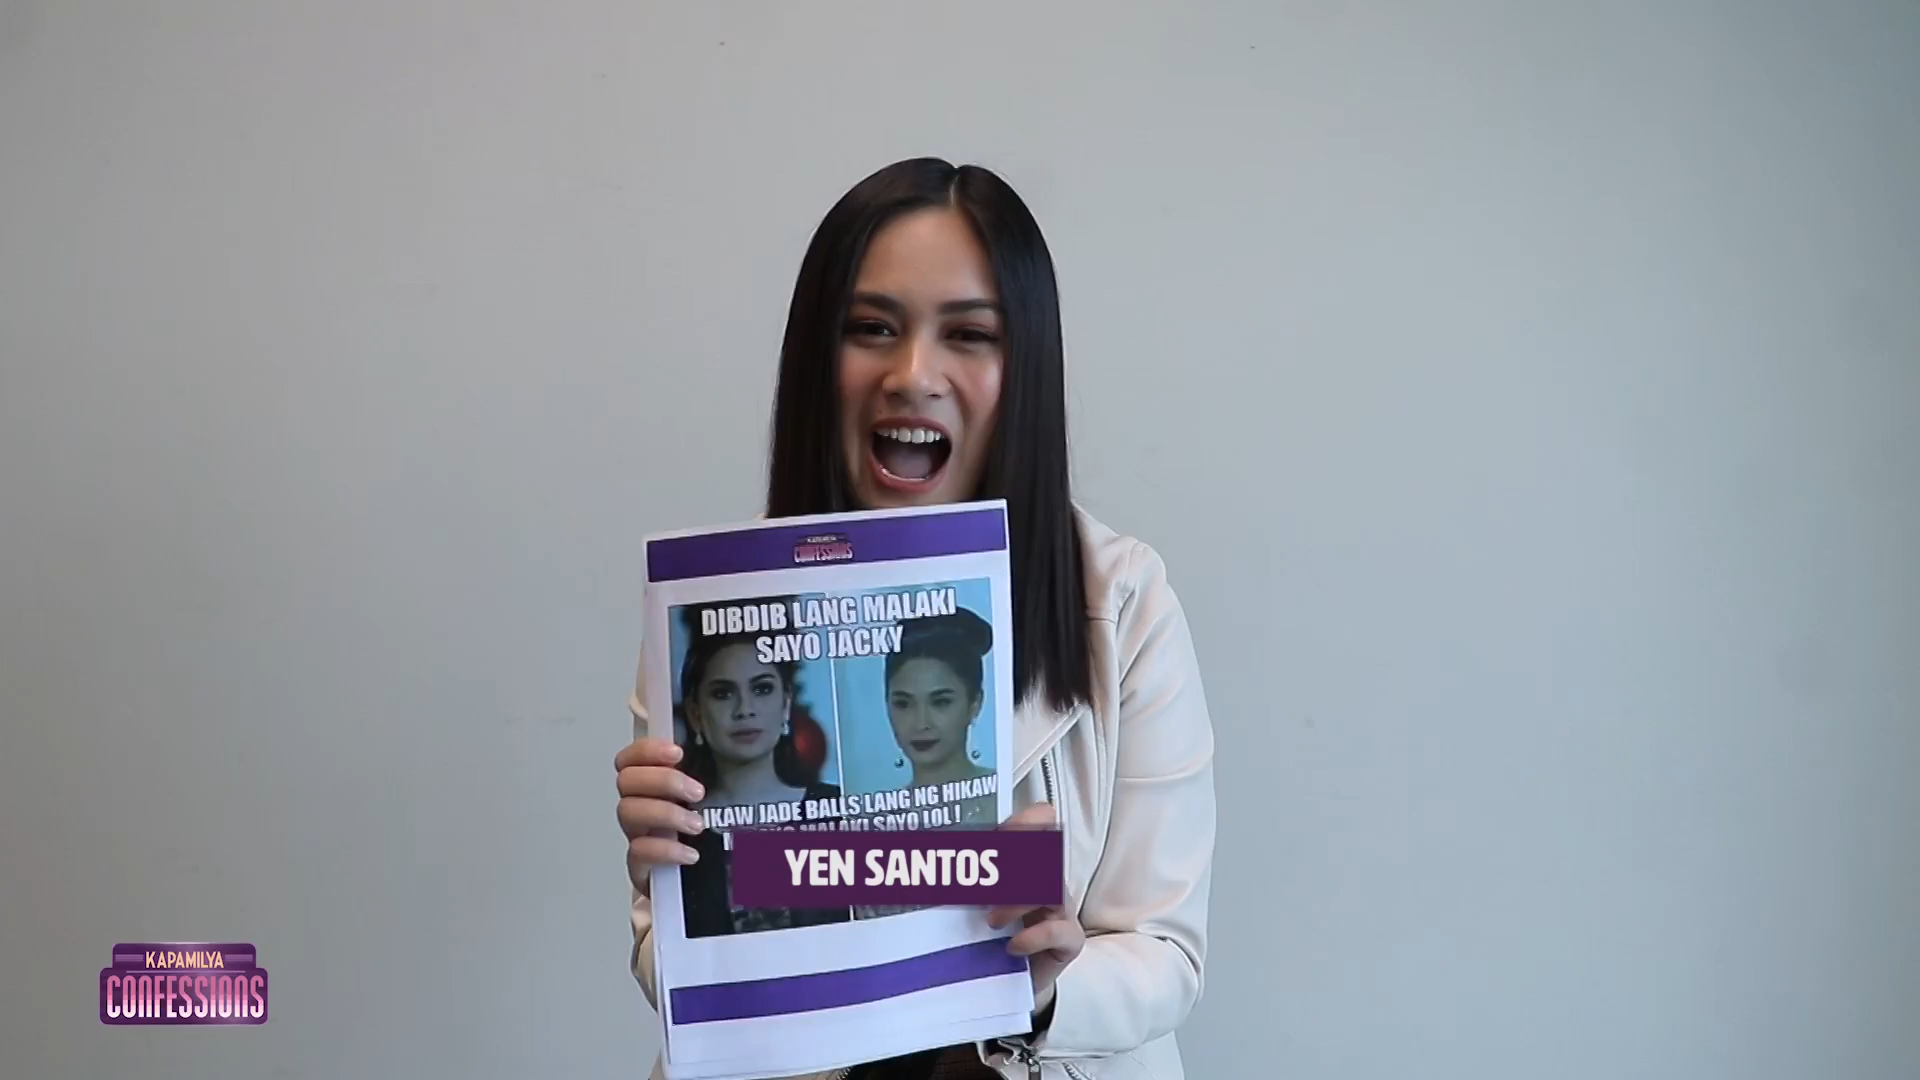 KAPAMILYA
CONFESSIONS
DIBDIB LANG MALAKI
SAYO JACKY
IKAW JADE BALLS LANG NG HIKAW
MALAKI SAYO LOL !
YEN SANTOS
KAPAMILYA
CONFESSIONS